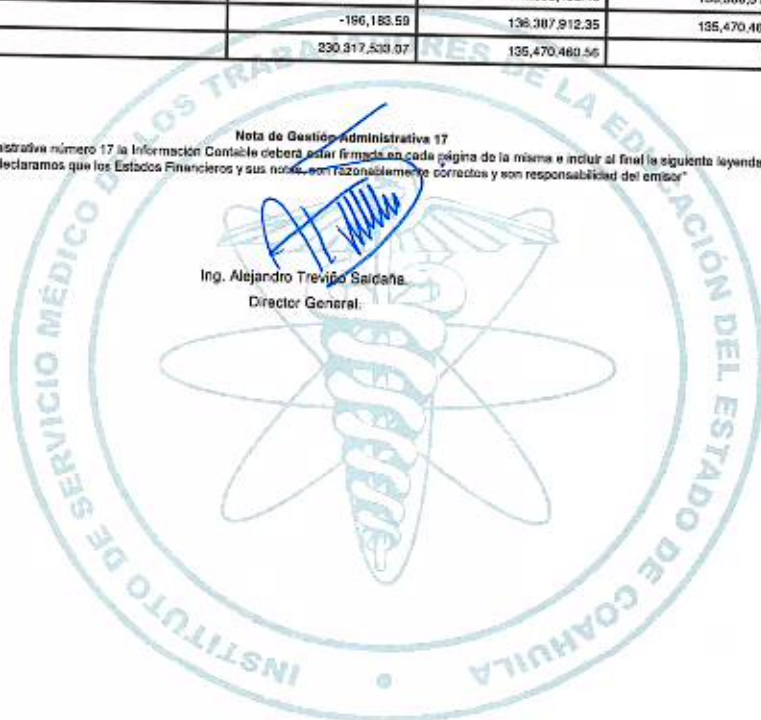 -196,183.59 136,387,912.35 135,470,46
230,317,533.07 135,470,460.56
Nota de Gestión Administrativa 17
istrativa número 17 la Información Contable deberá estar firmada en cada página de la misma e incluir al final la siguiente leyenda
declaramos que los Estados Financieros y sus notas, son razonablemente correctos y son responsabilidad del emisor"
Ing. Alejandro Treviño Saldaña.
Director General.
INSTITUTO DE SERVICIO MÉDICO DE LOS TRABAJADORES DE LA EDUCACIÓN DEL ESTADO DE COAHUILA